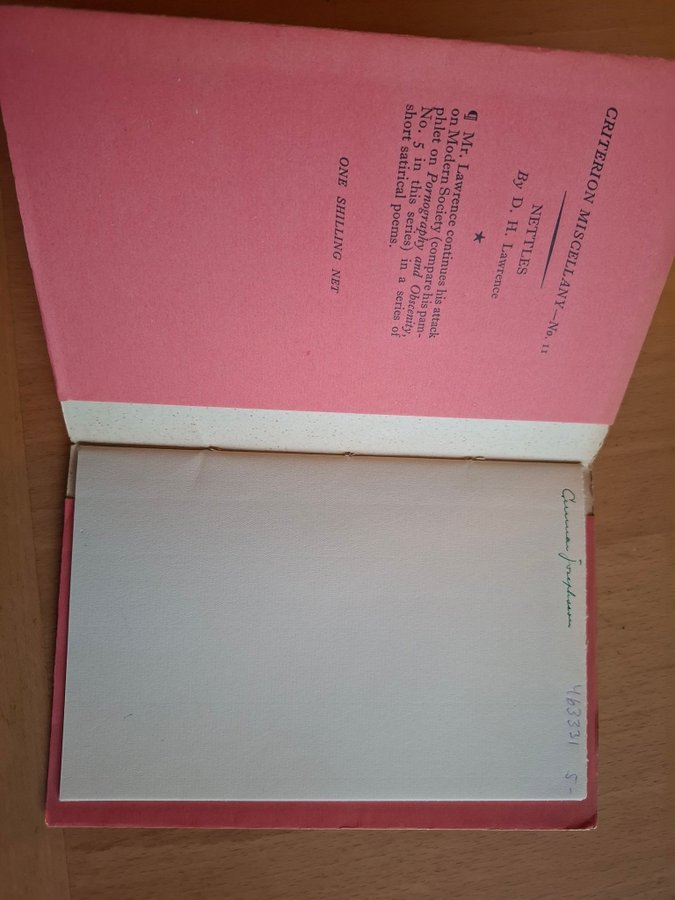 CRITERION MISCELLANY—No. 11
NETTLES
By D. H. Lawrence
★
¶ Mr. Lawrence continues his attack
on Modern Society (compare his pam-
phlet on Pornography and Obscenity,
No. 5 in this series) in a series of
short satirical poems.
ONE SHILLING NET
Gunnar Josephson
463331 5-